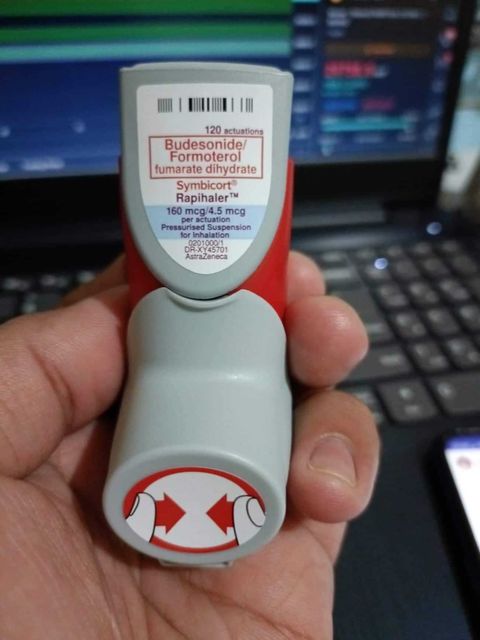 120 actuations
Budesonide/
Formoterol
fumarate dihydrate
Symbicort®
Rapihaler™
160 mcg/4.5 mcg
per actuation
Pressurised Suspension
for Inhalation
0201000/1
DR-XY45701
AstraZeneca